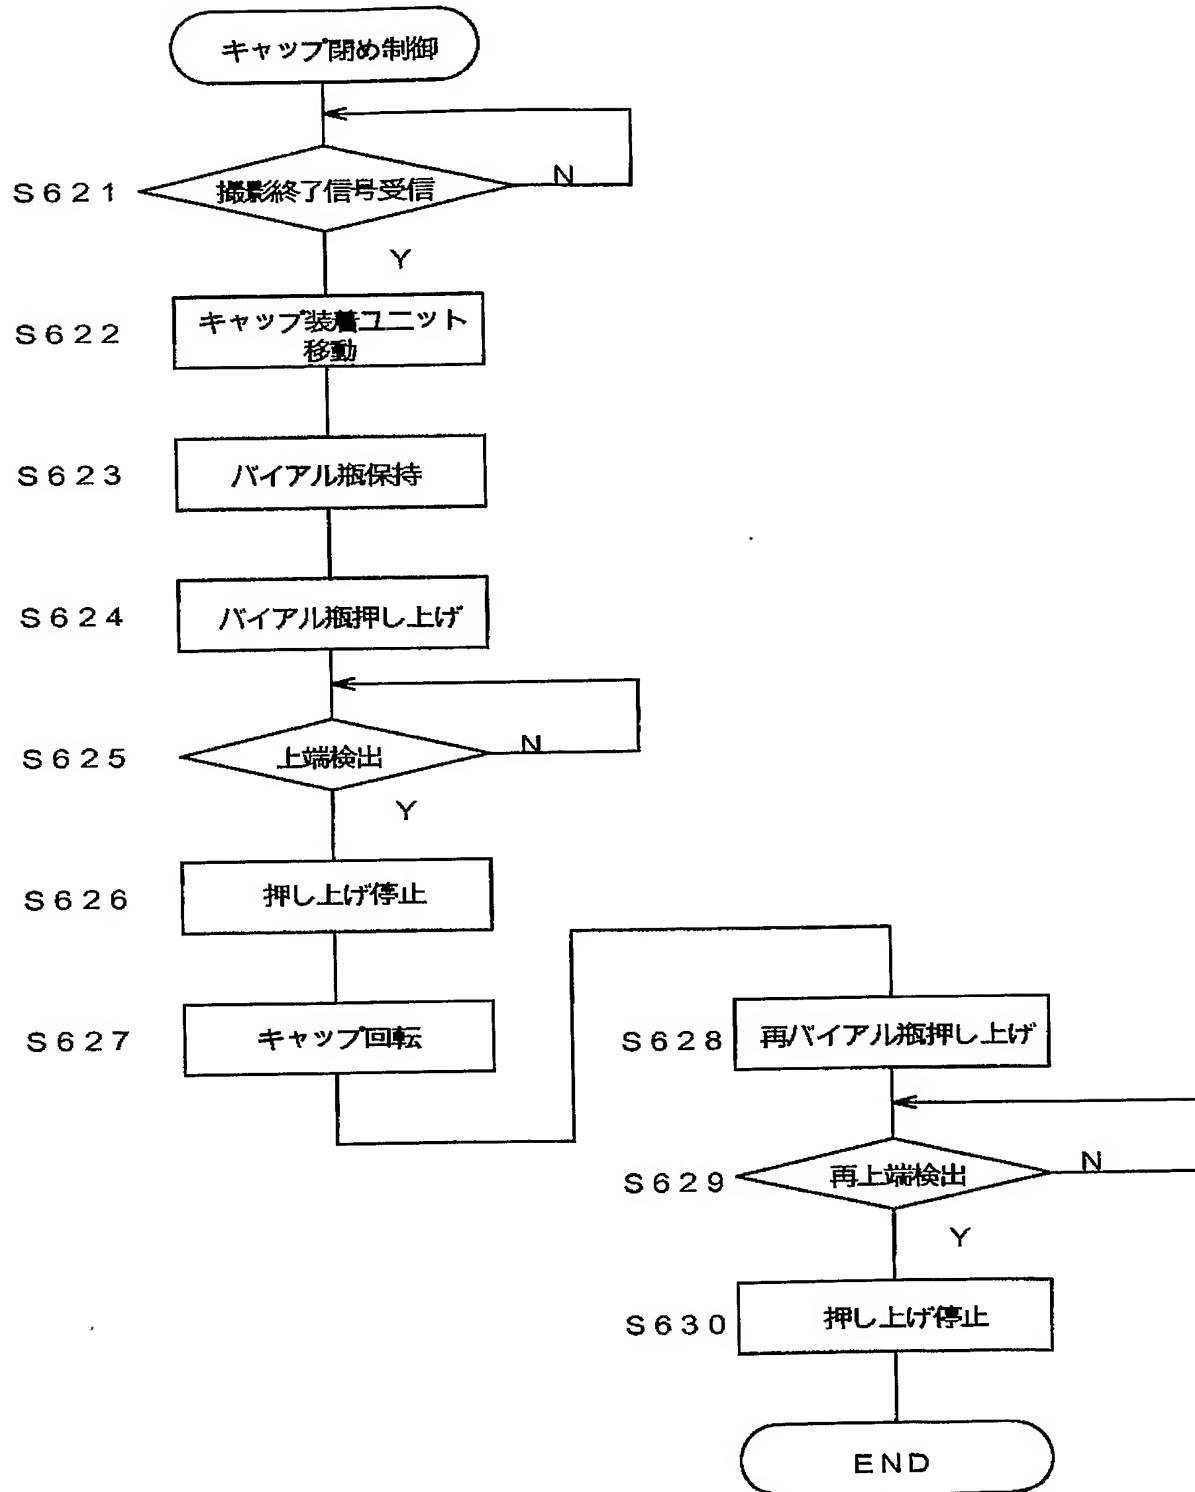 キャップ閉め制御
S621
撮影終了信号受信
N
Y
S622
キャップ装着ユニット
移動
S623
バイアル瓶保持
S624
バイアル瓶押し上げ
S625
上端検出
N
Y
S626
押し上げ停止
S627
キャップ回転
S628
再バイアル瓶押し上げ
S629
再上端検出
N
Y
S630
押し上げ停止
END